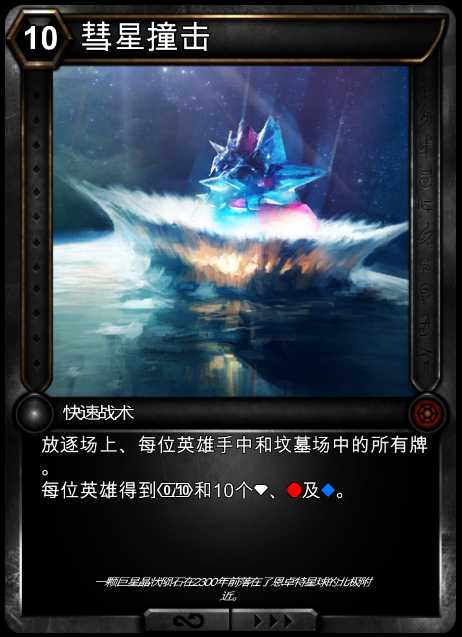 10
彗星撞击
快速战术
放逐场上、每位英雄手中和坟墓场中的所有牌
。
每位英雄得到0/10和10个、及。
一颗巨星晶状陨石在2300年前落在了恩卓特星球的北极附
近。